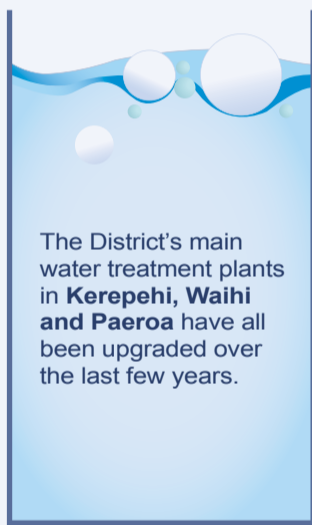 The District’s main
water treatment plants
in Kerepehi, Waihi
and Paeroa have all
been upgraded over
the last few years.